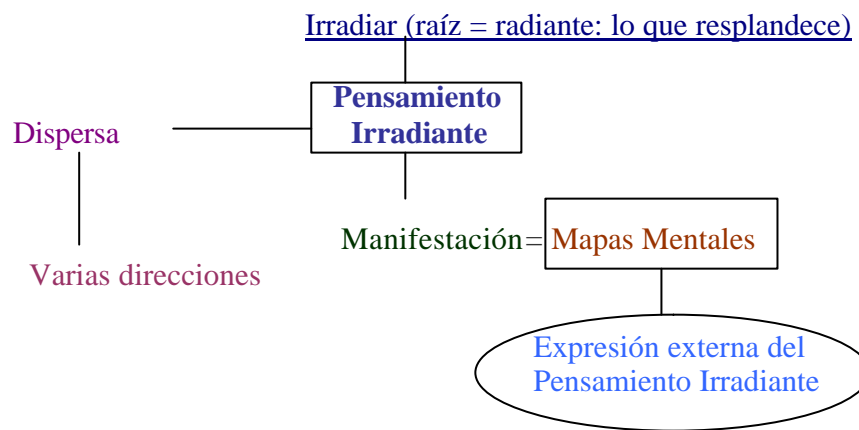 Irradiar (raíz = radiante: lo que resplandece)
Pensamiento
Irradiante
Dispersa
Manifestación = Mapas Mentales
Varias direcciones
Expresión externa del
Pensamiento Irradiante